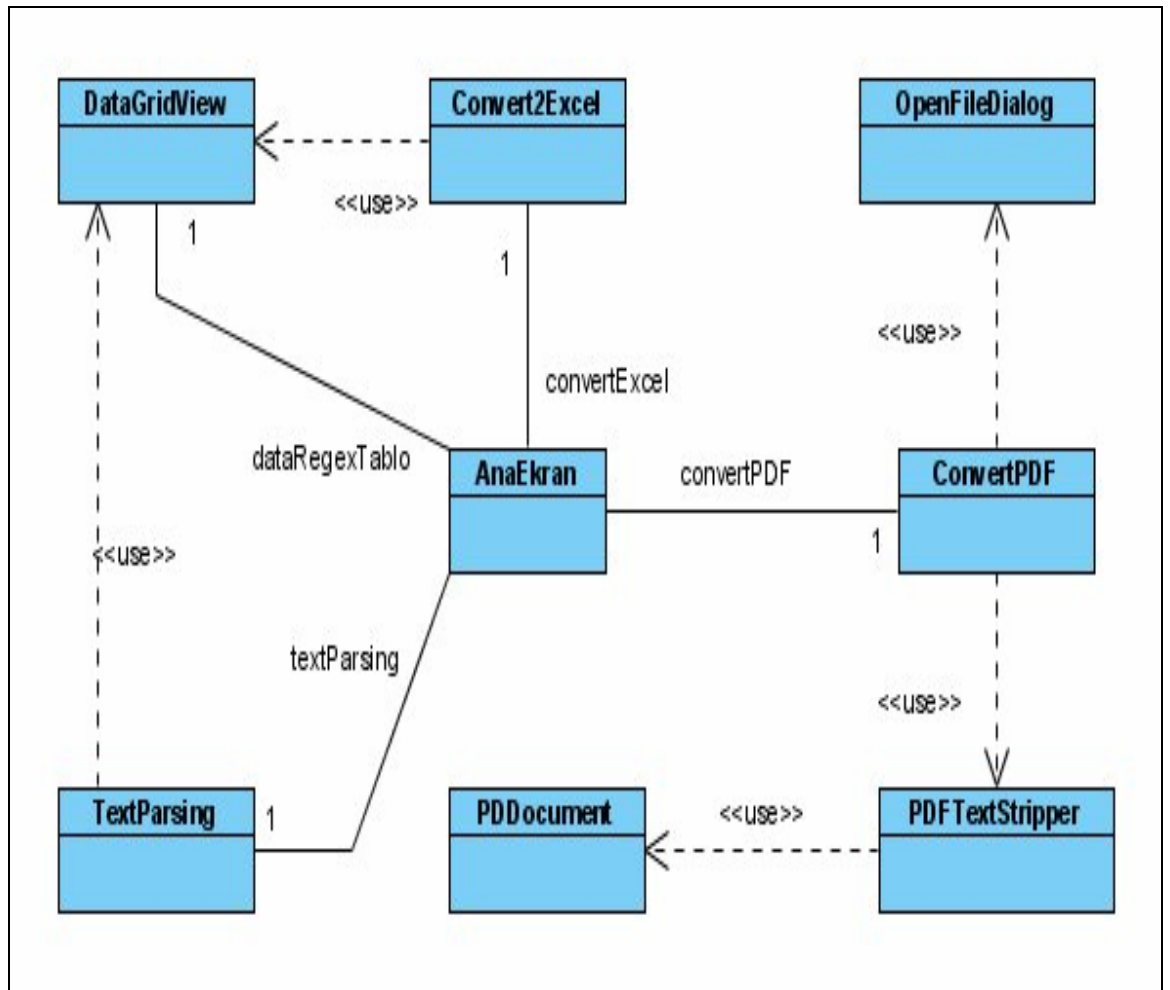 DataGridView
Convert2Excel
OpenFileDialog
<<use>>
1
1
<<use>>
convertExcel
dataRegexTablo
AnaEkran
convertPDF
ConvertPDF
1
<<use>>
textParsing
<<use>>
TextParsing
1
PDDocument
<<use>>
PDFTextStripper